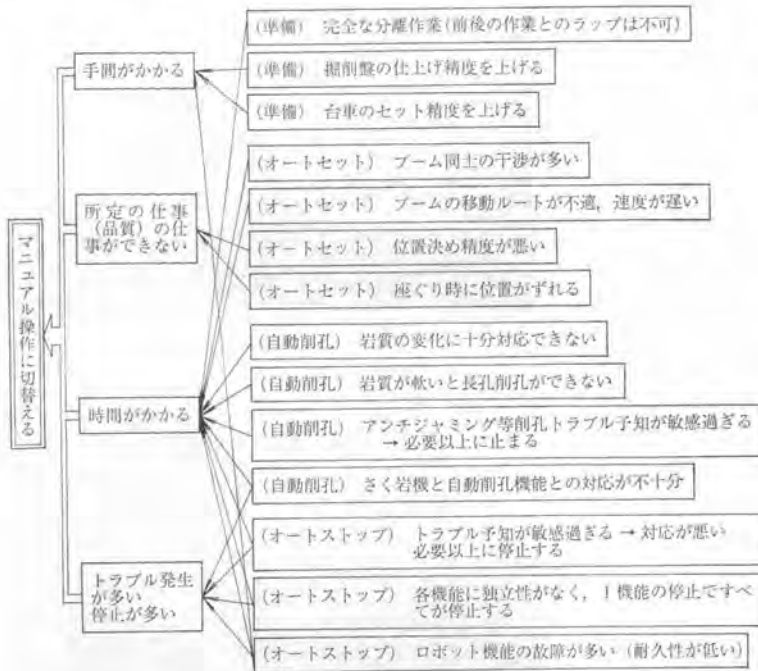 マニュアル操作に切替える
手間がかかる
所定の仕事
(品質)の仕
事ができない
時間がかかる
トラブル発生
が多い
停止が多い
(準備) 完全な分離作業(前後の作業とのラップは不可)
(準備) 掘削盤の仕上げ精度を上げる
(準備) 台車のセット精度を上げる
(オートセット) ブーム同士の干渉が多い
(オートセット) ブームの移動ルートが不適,速度が遅い
(オートセット) 位置決め精度が悪い
(オートセット) 座ぐり時に位置がずれる
(自動削孔) 岩質の変化に十分対応できない
(自動削孔) 岩質が軟いと長孔削孔ができない
(自動削孔) アンチジャミング等削孔トラブル予知が敏感過ぎる
→ 必要以上に止まる
(自動削孔) さく岩機と自動削孔機能との対応が不十分
(オートストップ) トラブル予知が敏感過ぎる → 対応が悪い
必要以上に停止する
(オートストップ) 各機能に独立性がなく,1機能の停止ですべ
てが停止する
(オートストップ) ロボット機能の故障が多い(耐久性が低い)